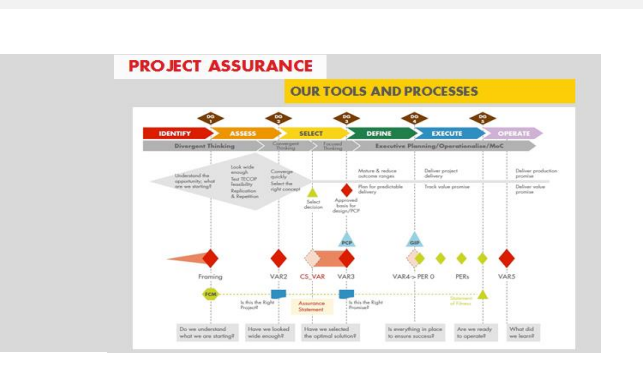 PROJECT ASSURANCE
OUR TOOLS AND PROCESSES
DG 1
DG 2
DG 3
DG 4
DG 5
IDENTIFY
ASSESS
SELECT
DEFINE
EXECUTE
OPERATE
Divergent Thinking
Convergent
Thinking
Focused
Thinking
Executive Planning/Operationalize/MoC
Understand the
opportunity; what
are we starting?
Look wide
enough
Test TECOP
feasibility
Replication
& Repetition
Converge
quickly
Select the
right concept
Select
decision
Approved
basis for
design/PCP
Mature & reduce
outcome ranges
Plan for predictable
delivery
Deliver project
delivery
Track value promise
Deliver production
promise
Deliver value
promise
PCP
GIP
Framing
VAR2
CS_VAR
VAR3
VAR4-> PER 0
PERs
VAR5
FCM
Is this the Right
Project?
Assurance
Statement
Is this the Right
Promise?
Statement
of Fitness
Do we understand
what we are starting?
Have we looked
wide enough?
Have we selected
the optimal solution?
Is everything in place
to ensure success?
Are we ready
to operate?
What did
we learn?